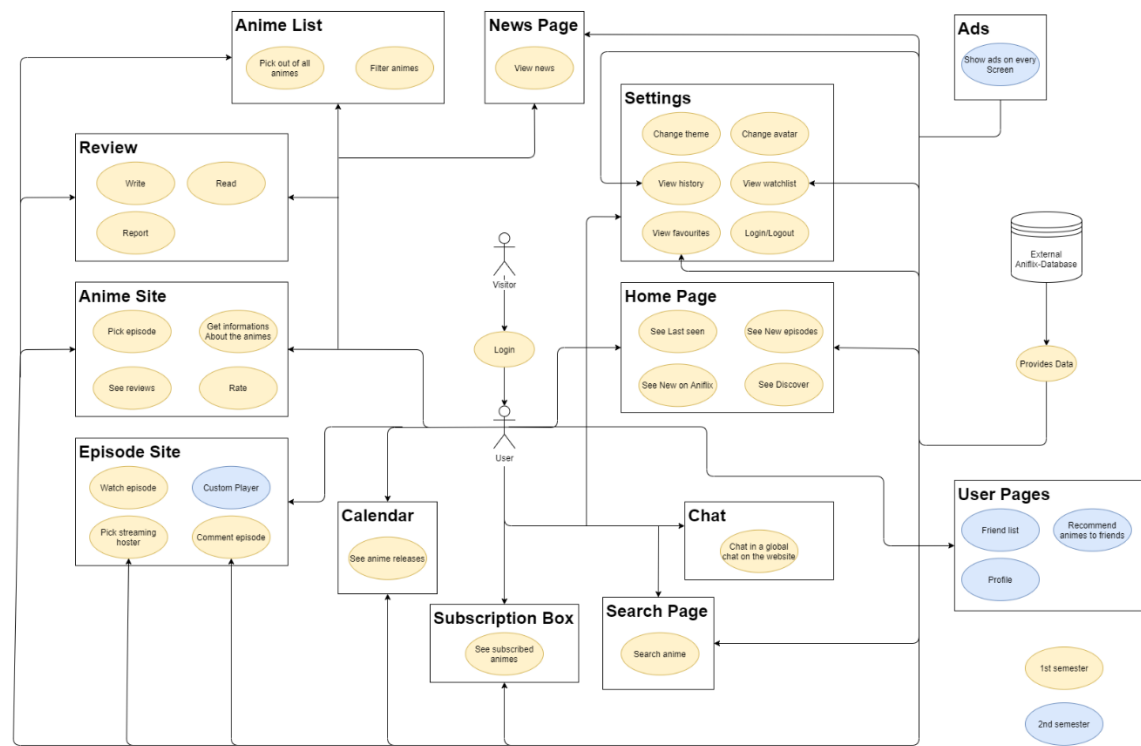 Anime List
Pick out of all
animes
Filter animes
News Page
View news
Ads
Show ads on every
Screen
Settings
Change theme
Change avatar
View history
View watchlist
View favourites
Login/Logout
Review
Write
Read
Report
Visitor
External
Aniflix-Database
Anime Site
Pick episode
Get informations
About the animes
See reviews
Rate
Login
Home Page
See Last seen
See New episodes
See New on Aniflix
See Discover
Provides Data
User
Episode Site
Watch episode
Custom Player
Pick streaming
hoster
Comment episode
Calendar
See anime releases
Chat
Chat in a global
chat on the website
User Pages
Friend list
Recommend
animes to friends
Profile
Subscription Box
See subscribed
animes
Search Page
Search anime
1st semester
2nd semester